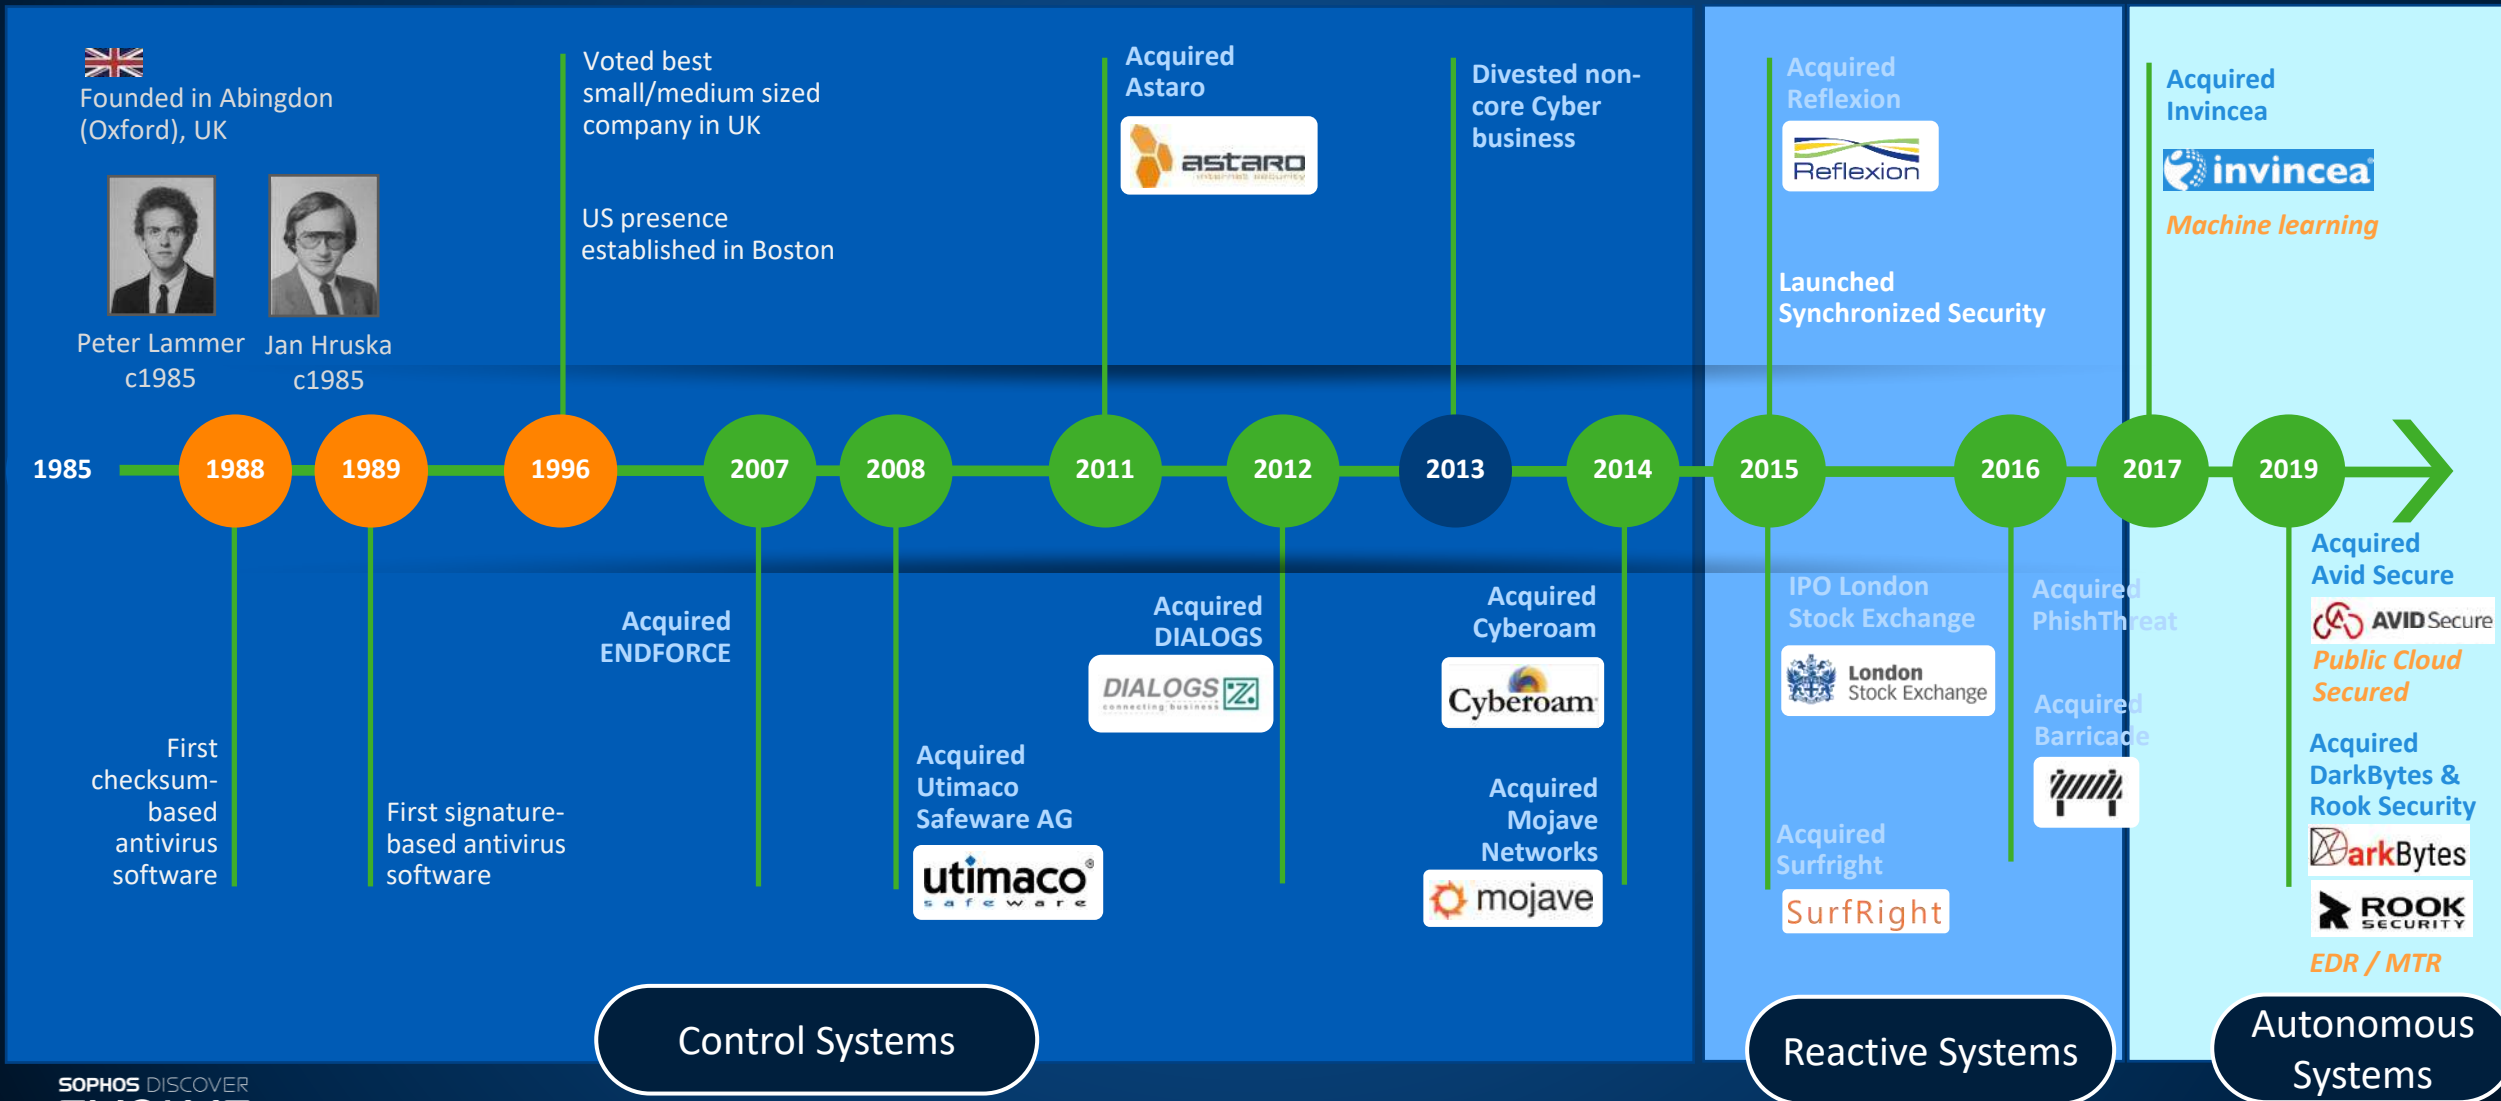 Founded in Abingdon
(Oxford), UK
Peter Lammer
c1985
Jan Hruska
c1985
Voted best
small/medium sized
company in UK
US presence
established in Boston
Acquired
Astaro
astaro
internet security
Divested non-
core Cyber
business
Acquired
Reflexion
Reflexion
Launched
Synchronized Security
Acquired
Invincea
invincea
Machine learning
1985
1988
1989
1996
2007
2008
2011
2012
2013
2014
2015
2016
2017
2019
First
checksum-
based
antivirus
software
First signature-
based antivirus
software
Acquired
ENDFORCE
Acquired
Utimaco
Safeware AG
utimaco®
safeware
Acquired
DIALOGS
DIALOGS
connecting business
Acquired
Cyberoam
Cyberoam
Acquired
Mojave
Networks
mojave
IPO London
Stock Exchange
London
Stock Exchange
Acquired
Surfright
SurfRight
Acquired
PhishThreat
Acquired
Barricade
Acquired
Avid Secure
AVID Secure
Public Cloud
Secured
Acquired
DarkBytes &
Rook Security
DarkBytes
ROOK
SECURITY
EDR / MTR
Control Systems
Reactive Systems
Autonomous
Systems
SOPHOS DISCOVER